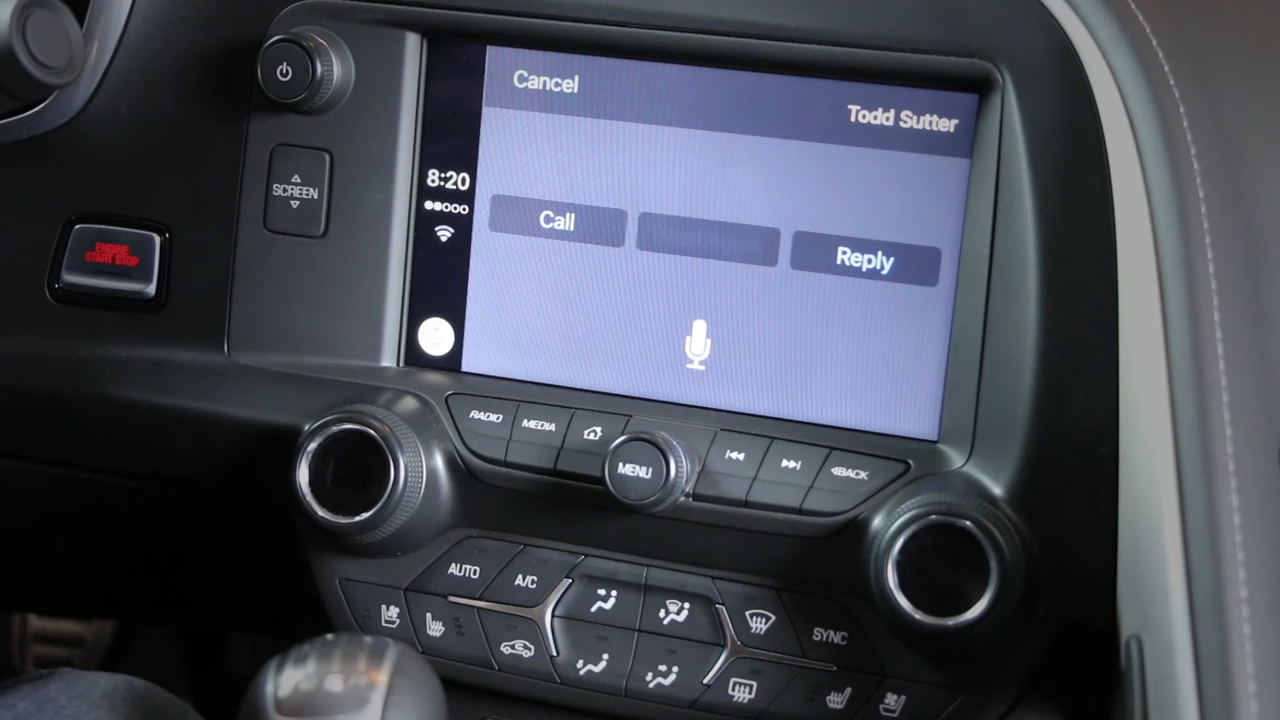 Cancel
Todd Sutter
SCREEN
8:20
Call
Reply
ENGINE
START STOP
RADIO
MEDIA
MENU
BACK
AUTO
A/C
SYNC